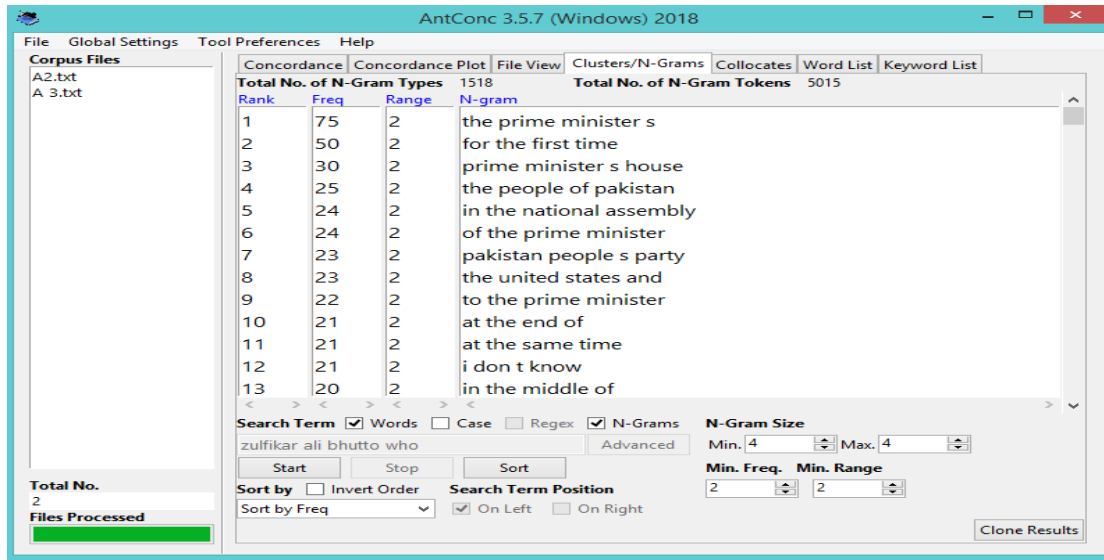 AntConc 3.5.7 (Windows) 2018
File Global Settings Tool Preferences Help
Corpus Files
A2.txt
A 3.txt
Total No.
2
Files Processed
Concordance Concordance Plot File View Clusters/N-Grams Collocates Word List Keyword List
Total No. of N-Gram Types 1518 Total No. of N-Gram Tokens 5015
Rank Freq Range N-gram
1 75 2 the prime minister s
2 50 2 for the first time
3 30 2 prime minister s house
4 25 2 the people of pakistan
5 24 2 in the national assembly
6 24 2 of the prime minister
7 23 2 pakistan people s party
8 23 2 the united states and
9 22 2 to the prime minister
10 21 2 at the end of
11 21 2 at the same time
12 21 2 i don t know
13 20 2 in the middle of
Search Term Words Case Regex N-Grams N-Gram Size
zulfikar ali bhutto who Advanced Min. 4 Max. 4
Start Stop Sort Min. Freq. Min. Range
Sort by Invert Order Search Term Position 2 2
Sort by Freq On Left On Right
Clone Results